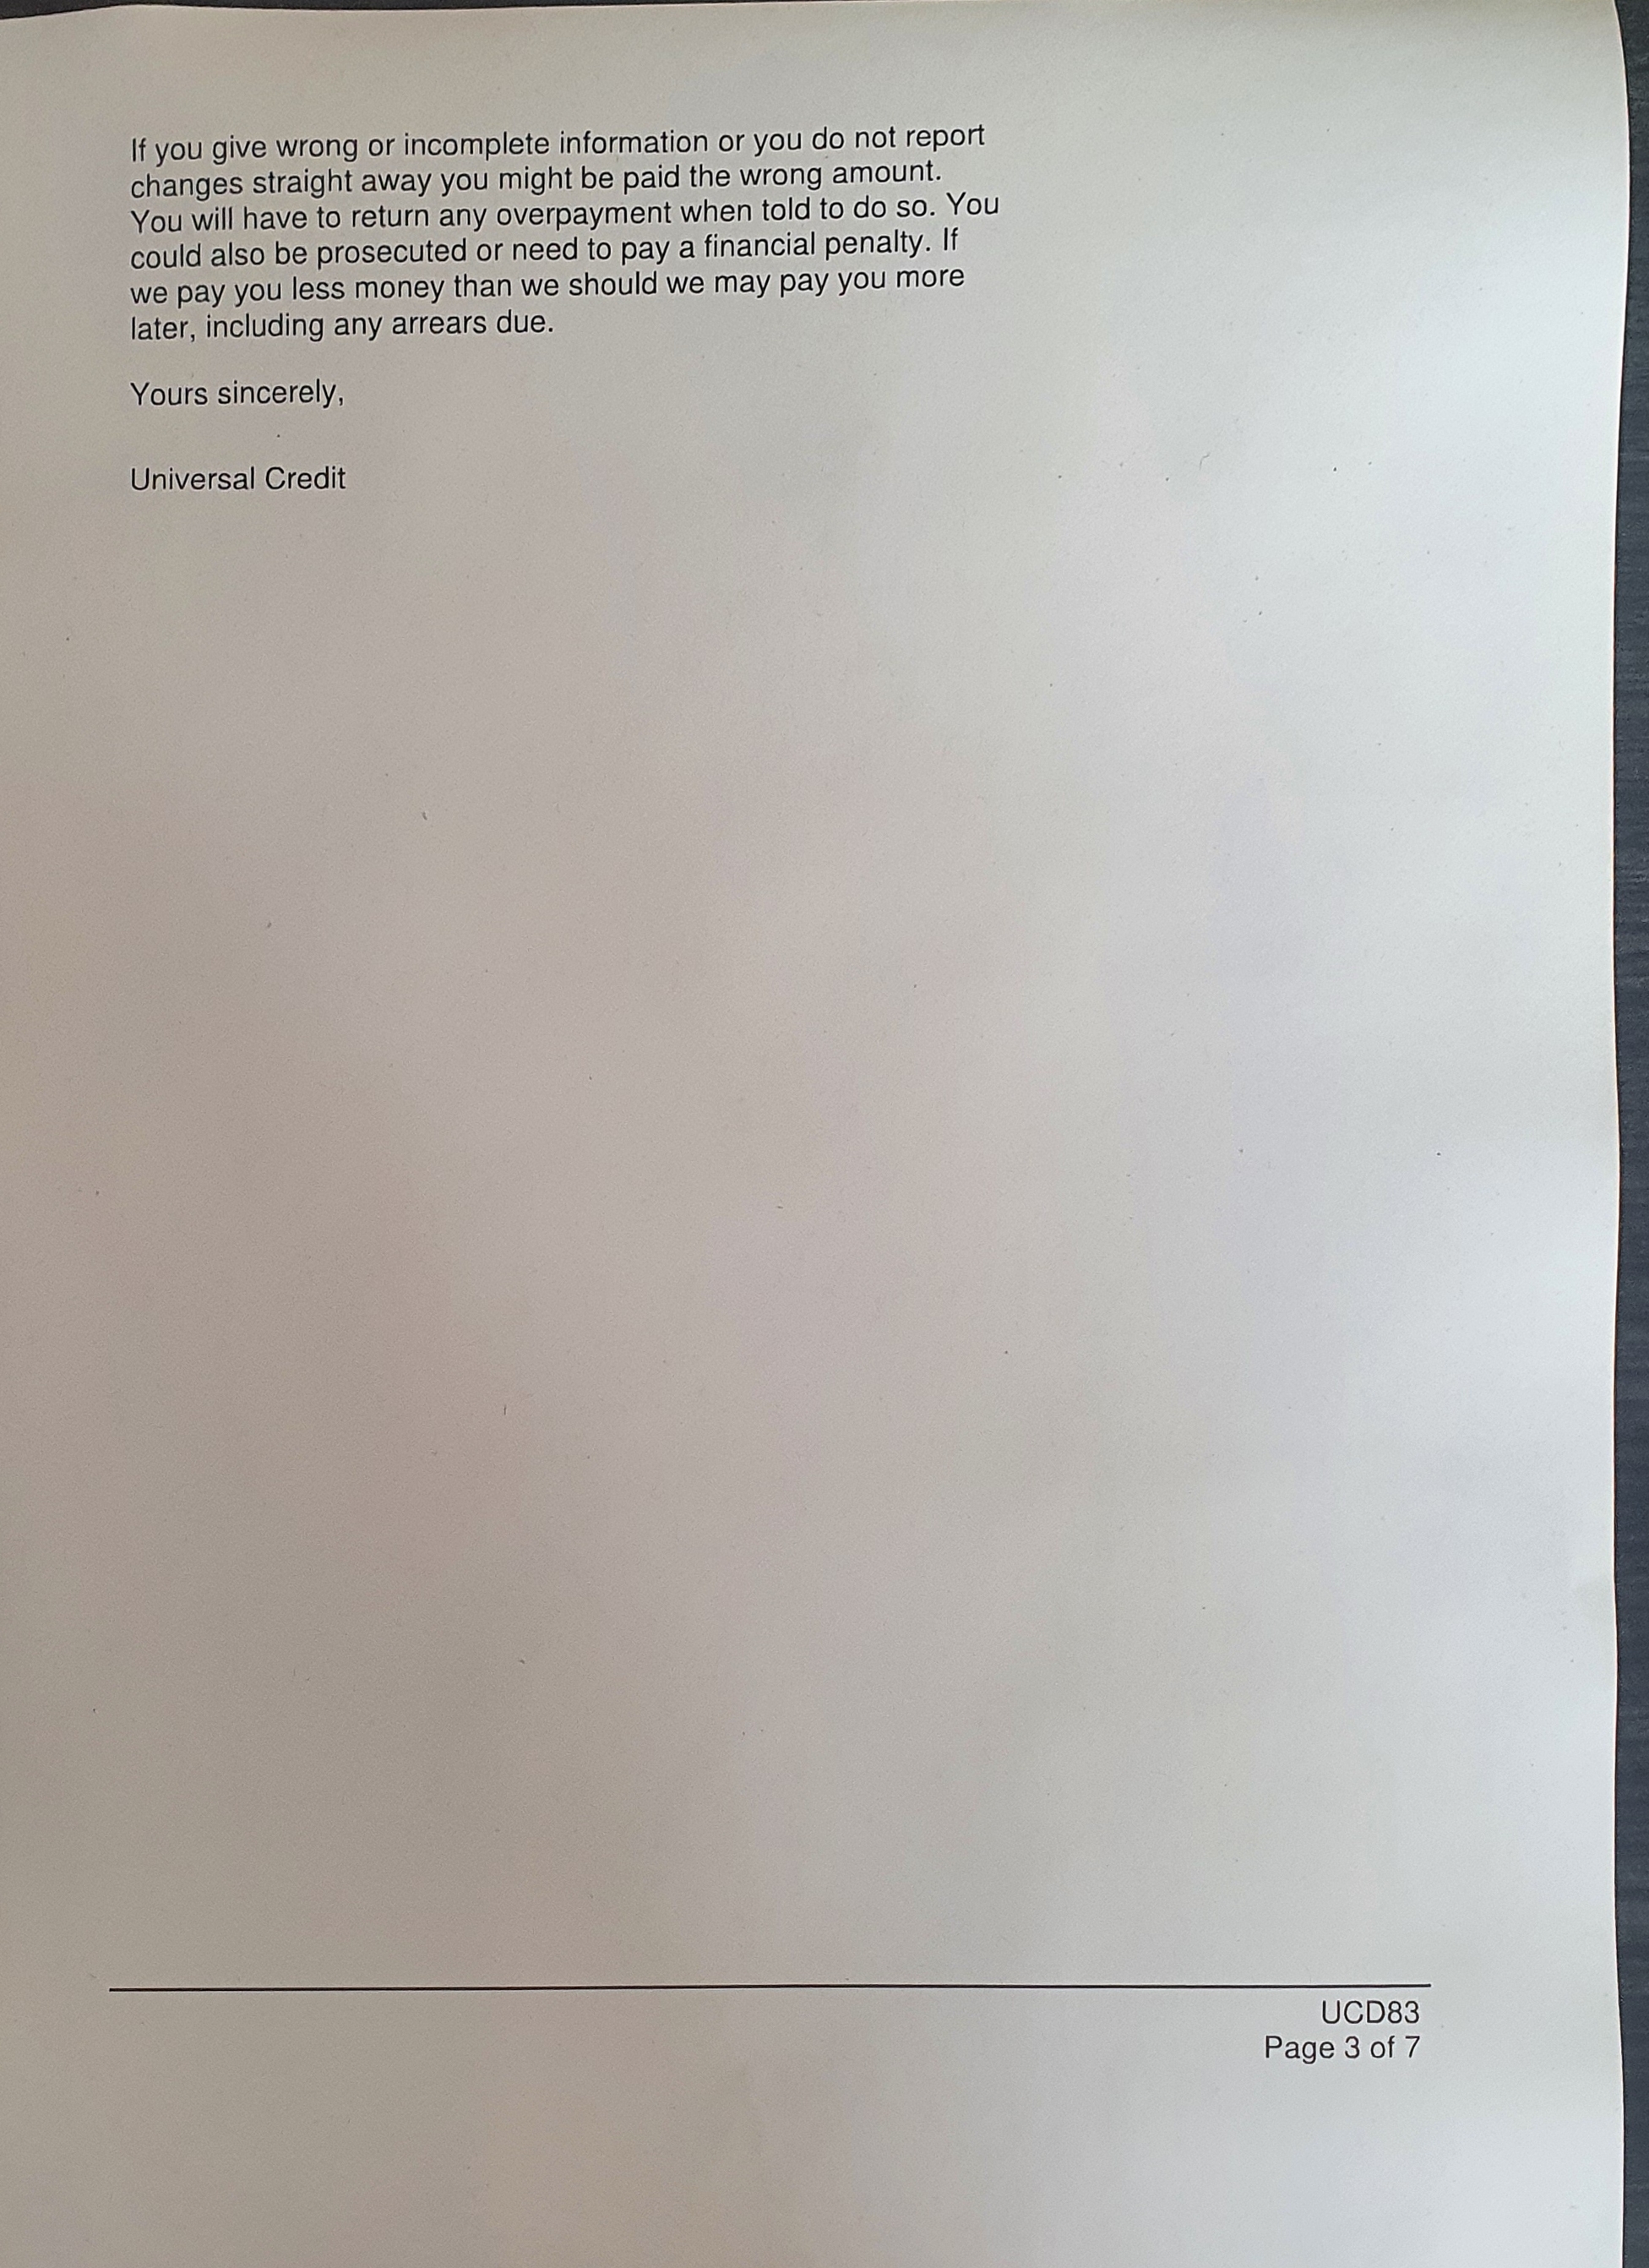 If you give wrong or incomplete information or you do not report
changes straight away you might be paid the wrong amount.
You will have to return any overpayment when told to do so. You
could also be prosecuted or need to pay a financial penalty. If
we pay you less money than we should we may pay you more
later, including any arrears due.
Yours sincerely,
Universal Credit
UCD83
Page 3 of 7